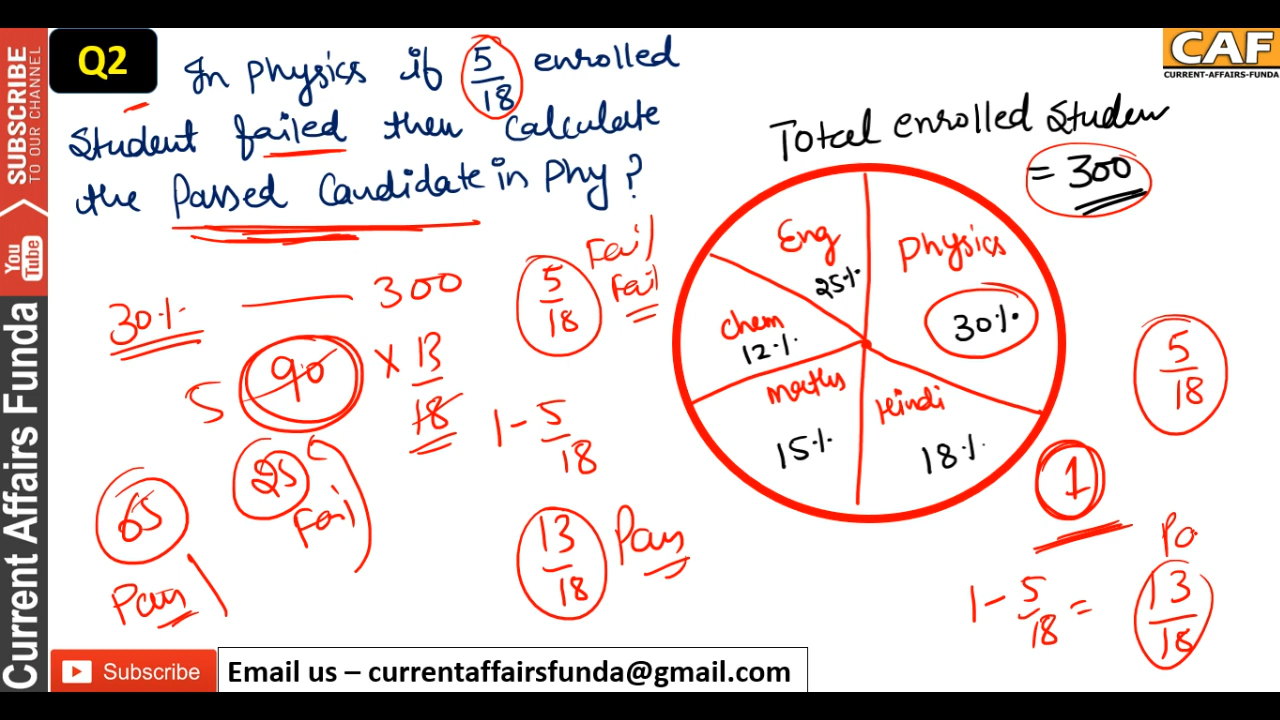 Q2
In Physics if 5/18 enrolled
Student failed then Calculate
the Passed Candidate in Phy ?
CAF
CURRENT-AFFAIRS-FUNDA
Total enrolled Studen
= 300
Eng
25%
Physics
30%
Chem
12%
Maths
15%
Hindi
18%
30% — 300
5 90 × 13/18
25
Fail
65
Pass
5/18 Fail
Fail
1 - 5/18
13/18 Pass
5/18
1
Pa
1 - 5/18 = 13/18
SUBSCRIBE
TO OUR CHANNEL
You
Tube
Current Affairs Funda
Subscribe
Email us – currentaffairsfunda@gmail.com